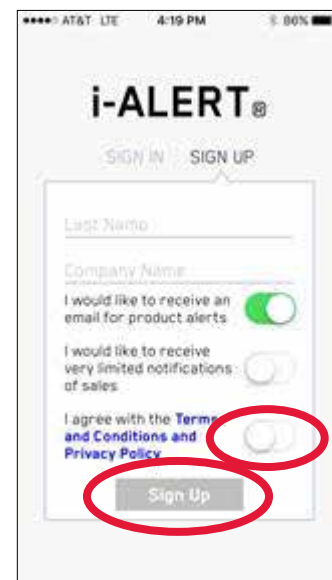 AT&T LTE 4:19 PM 86%
i-ALERT®
SIGN IN SIGN UP
Last Name
Company Name
I would like to receive an
email for product alerts
I would like to receive
very limited notifications
of sales
I agree with the Terms
and Conditions and
Privacy Policy
Sign Up